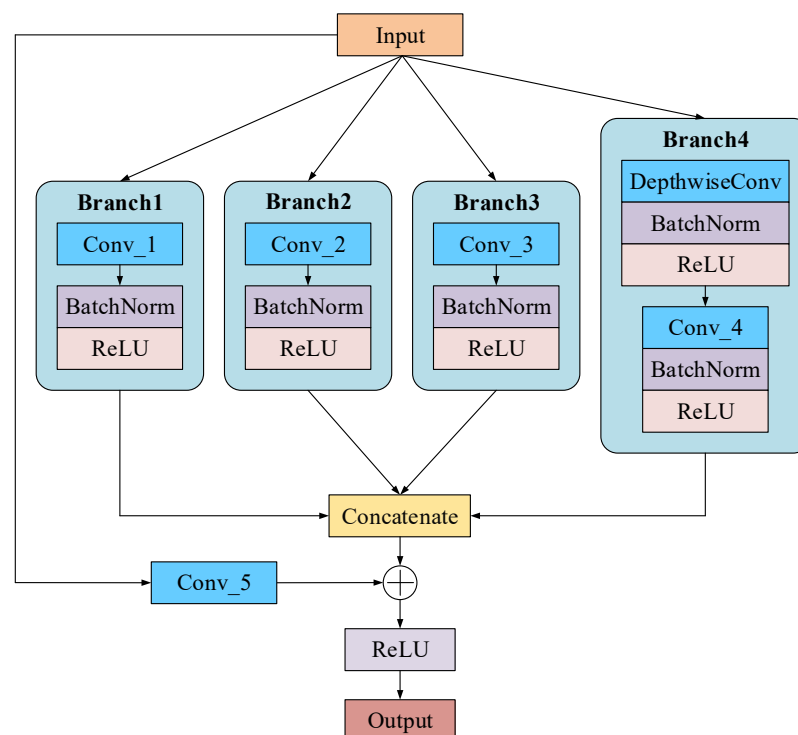 Input
Branch1
Conv_1
BatchNorm
ReLU
Branch2
Conv_2
BatchNorm
ReLU
Branch3
Conv_3
BatchNorm
ReLU
Branch4
DepthwiseConv
BatchNorm
ReLU
Conv_4
BatchNorm
ReLU
Concatenate
Conv_5
ReLU
Output